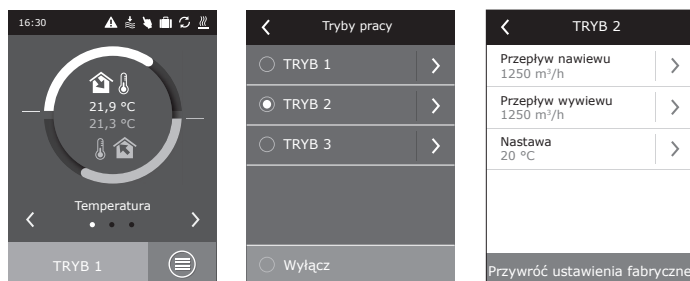 16:30
21,9 °C
21,3 °C
Temperatura
TRYB 1
Tryby pracy
TRYB 1
TRYB 2
TRYB 3
Wyłącz
TRYB 2
Przepływ nawiewu
1250 m³/h
Przepływ wywiewu
1250 m³/h
Nastawa
20 °C
Przywróć ustawienia fabryczne